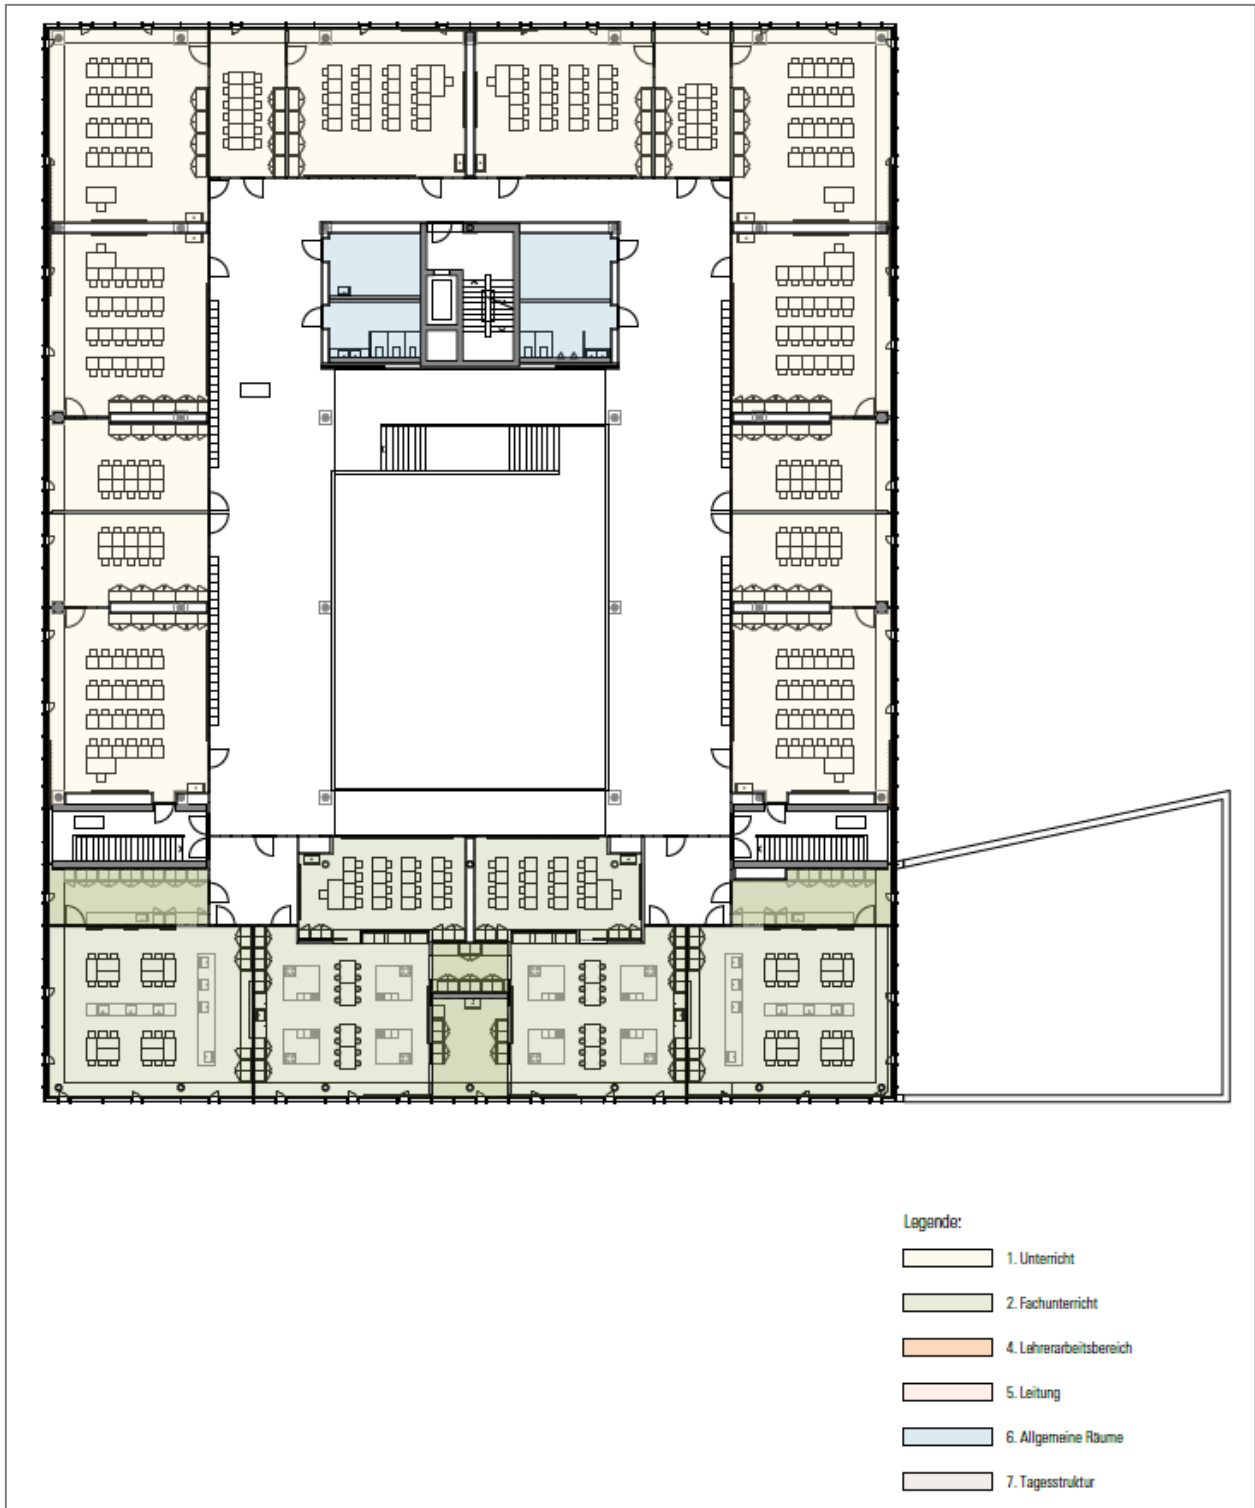 Legende:
1. Unterricht
2. Fachunterricht
4. Lehrerarbeitsbereich
5. Leitung
6. Allgemeine Räume
7. Tagesstruktur